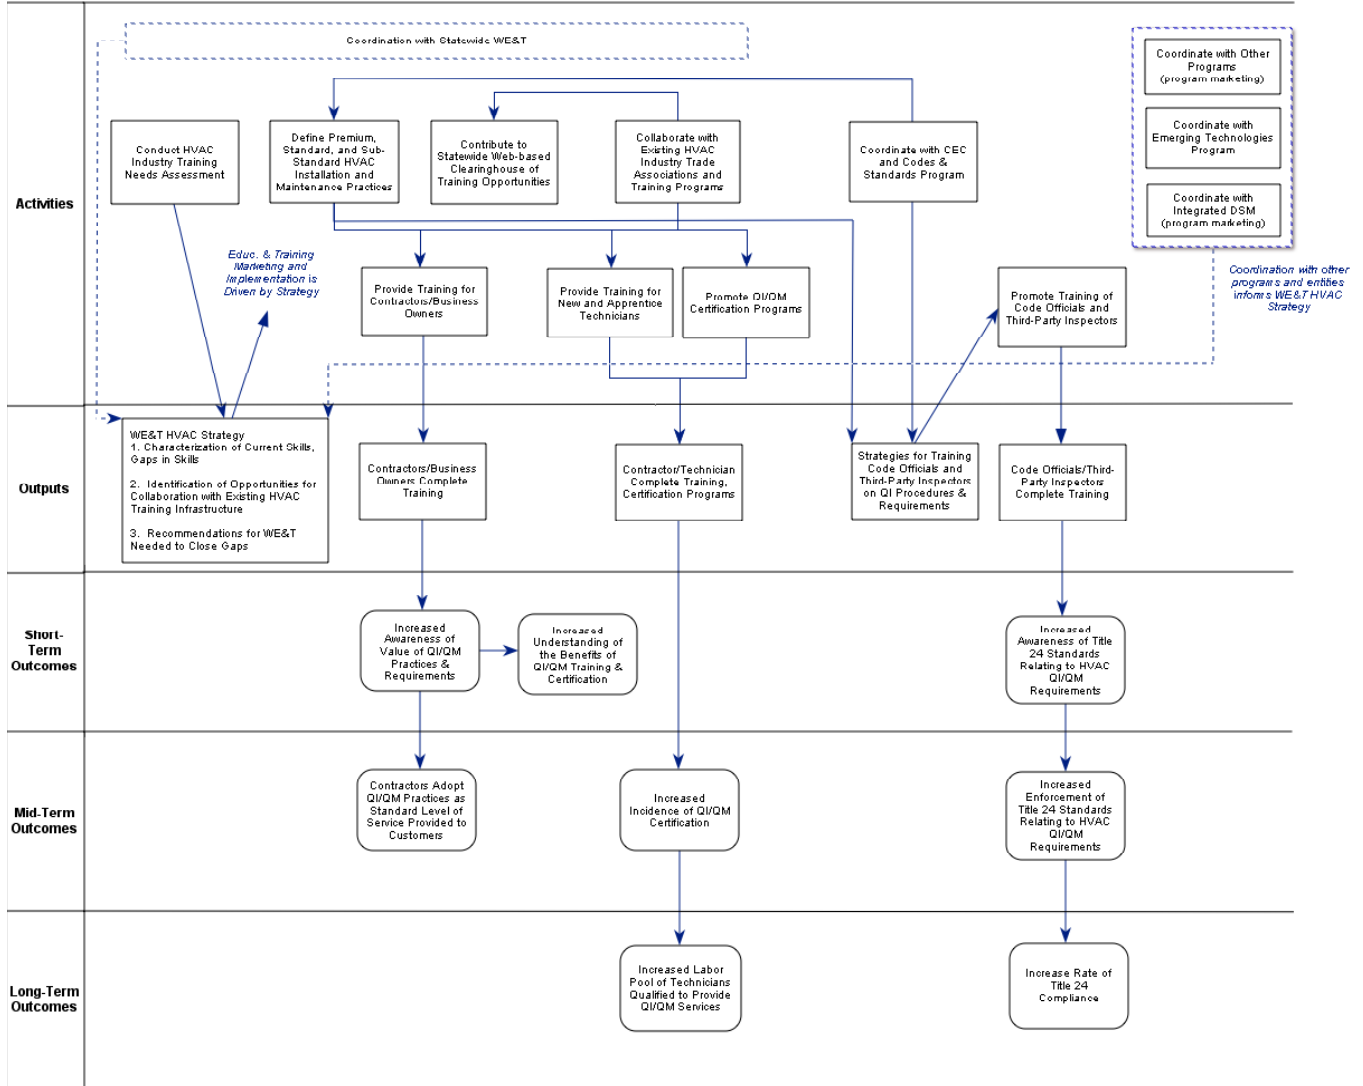 Coordination with Statewide WE&T
Coordinate with Other
Programs
(program marketing)
Coordinate with
Emerging Technologies
Program
Coordinate with
Integrated DSM
(program marketing)
Activities
Conduct HVAC
Industry Training
Needs Assessment
Define Premium,
Standard, and Sub-
Standard HVAC
Installation and
Maintenance Practices
Contribute to
Statewide Web-based
Clearinghouse of
Training Opportunities
Collaborate with
Existing HVAC
Industry Trade
Associations and
Training Programs
Coordinate with CEC
and Codes &
Standards Program
Educ. & Training
Marketing and
Implementation is
Driven by Strategy
Provide Training for
Contractors/Business
Owners
Provide Training for
New and Apprentice
Technicians
Promote QI/QM
Certification Programs
Promote Training of
Code Officials and
Third-Party Inspectors
Coordination with other
programs and entities
informs WE&T HVAC
Strategy
Outputs
WE&T HVAC Strategy
1. Characterization of Current Skills,
Gaps in Skills
2. Identification of Opportunities for
Collaboration with Existing HVAC
Training Infrastructure
3. Recommendations for WE&T
Needed to Close Gaps
Contractors/Business
Owners Complete
Training
Contractor/Technician
Complete Training,
Certification Programs
Strategies for Training
Code Officials and
Third-Party Inspectors
on QI Procedures &
Requirements
Code Officials/Third-
Party Inspectors
Complete Training
Short-
Term
Outcomes
Increased
Awareness of
Value of QI/QM
Practices &
Requirements
Increased
Understanding of
the Benefits of
QI/QM Training &
Certification
Increased
Awareness of Title
24 Standards
Relating to HVAC
QI/QM
Requirements
Mid-Term
Outcomes
Contractors Adopt
QI/QM Practices as
Standard Level of
Service Provided to
Customers
Increased
Incidence of QI/QM
Certification
Increased
Enforcement of
Title 24 Standards
Relating to HVAC
QI/QM
Requirements
Long-Term
Outcomes
Increased Labor
Pool of Technicians
Qualified to Provide
QI/QM Services
Increase Rate of
Title 24
Compliance